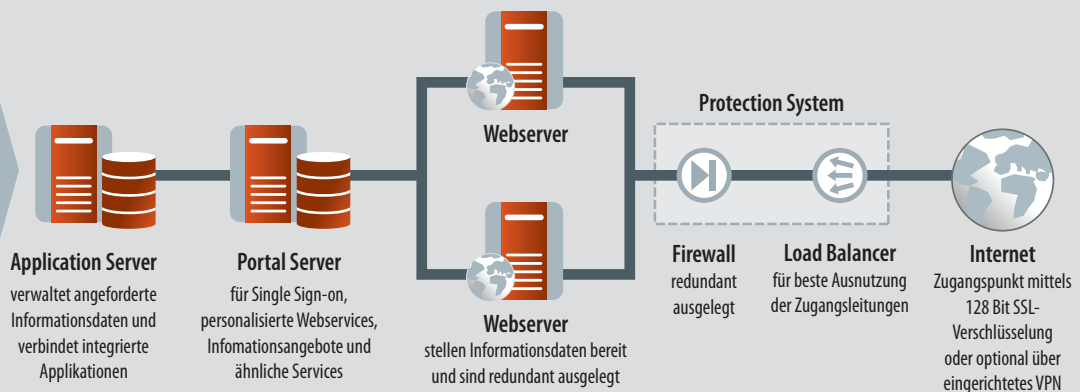 Application Server
verwaltet angeforderte
Informationsdaten und
verbindet integrierte
Applikationen
Portal Server
für Single Sign-on,
personalisierte Webservices,
Infomationsangebote und
ähnliche Services
Webserver
Webserver
stellen Informationsdaten bereit
und sind redundant ausgelegt
Protection System
Firewall
redundant
ausgelegt
Load Balancer
für beste Ausnutzung
der Zugangsleitungen
Internet
Zugangspunkt mittels
128 Bit SSL-
Verschlüsselung
oder optional über
eingerichtetes VPN